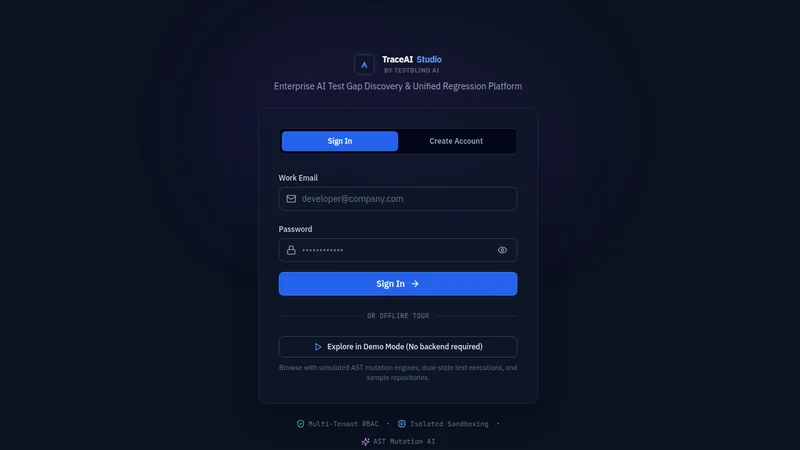 TraceAI Studio
BY TESTBLIND AI
Enterprise AI Test Gap Discovery & Unified Regression Platform
Sign In
Create Account
Work Email
developer@company.com
Password
••••••••••••
Sign In →
OR OFFLINE TOUR
Explore in Demo Mode (No backend required)
Browse with simulated AST mutation engines, dual-state test executions, and
sample repositories.
Multi-Tenant RBAC • Isolated Sandboxing •
AST Mutation AI